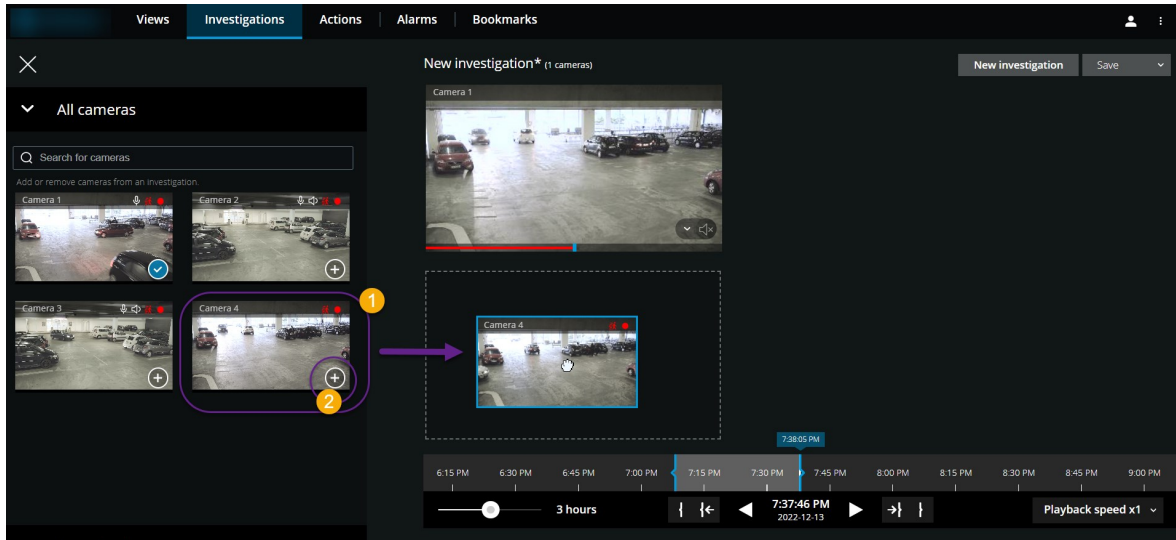 Views Investigations Actions Alarms Bookmarks
New investigation* (1 cameras)
New investigation Save
All cameras
Search for cameras
Add or remove cameras from an investigation.
Camera 1
Camera 2
Camera 3
Camera 4
1
2
Camera 1
Camera 4
7:38:05 PM
6:15 PM 6:30 PM 6:45 PM 7:00 PM 7:15 PM 7:30 PM 7:45 PM 8:00 PM 8:15 PM 8:30 PM 8:45 PM 9:00 PM
3 hours
7:37:46 PM
2022-12-13
Playback speed x1